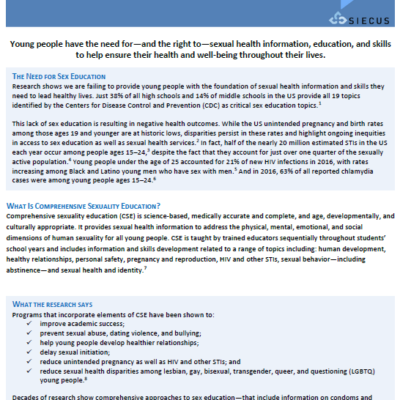 SIECUS
Young people have the need for—and the right to—sexual health information, education, and skills
to help ensure their health and well-being throughout their lives.
THE NEED FOR SEX EDUCATION
Research shows we are failing to provide young people with the foundation of sexual health information and skills they
need to lead healthy lives. Just 38% of all high schools and 14% of middle schools in the US provide all 19 topics
identified by the Centers for Disease Control and Prevention (CDC) as critical sex education topics.1
This lack of sex education is resulting in negative health outcomes. While the US unintended pregnancy and birth rates
among those ages 19 and younger are at historic lows, disparities persist in these rates and highlight ongoing inequities
in access to sex education as well as sexual health services.2 In fact, half of the nearly 20 million estimated STIs in the US
each year occur among people ages 15–24,3 despite the fact that they account for just over one quarter of the sexually
active population.4 Young people under the age of 25 accounted for 21% of new HIV infections in 2016, with rates
increasing among Black and Latino young men who have sex with men.5 And in 2016, 63% of all reported chlamydia
cases were among young people ages 15–24.6
WHAT IS COMPREHENSIVE SEXUALITY EDUCATION?
Comprehensive sexuality education (CSE) is science-based, medically accurate and complete, and age, developmentally, and
culturally appropriate. It provides sexual health information to address the physical, mental, emotional, and social
dimensions of human sexuality for all young people. CSE is taught by trained educators sequentially throughout students'
school years and includes information and skills development related to a range of topics including: human development,
healthy relationships, personal safety, pregnancy and reproduction, HIV and other STIs, sexual behavior—including
abstinence—and sexual health and identity.7
WHAT THE RESEARCH SAYS
Programs that incorporate elements of CSE have been shown to:
✓ improve academic success;
✓ prevent sexual abuse, dating violence, and bullying;
✓ help young people develop healthier relationships;
✓ delay sexual initiation;
✓ reduce unintended pregnancy as well as HIV and other STIs; and
✓ reduce sexual health disparities among lesbian, gay, bisexual, transgender, queer, and questioning (LGBTQ)
young people.8
Decades of research show comprehensive approaches to sex education—that include information on condoms and